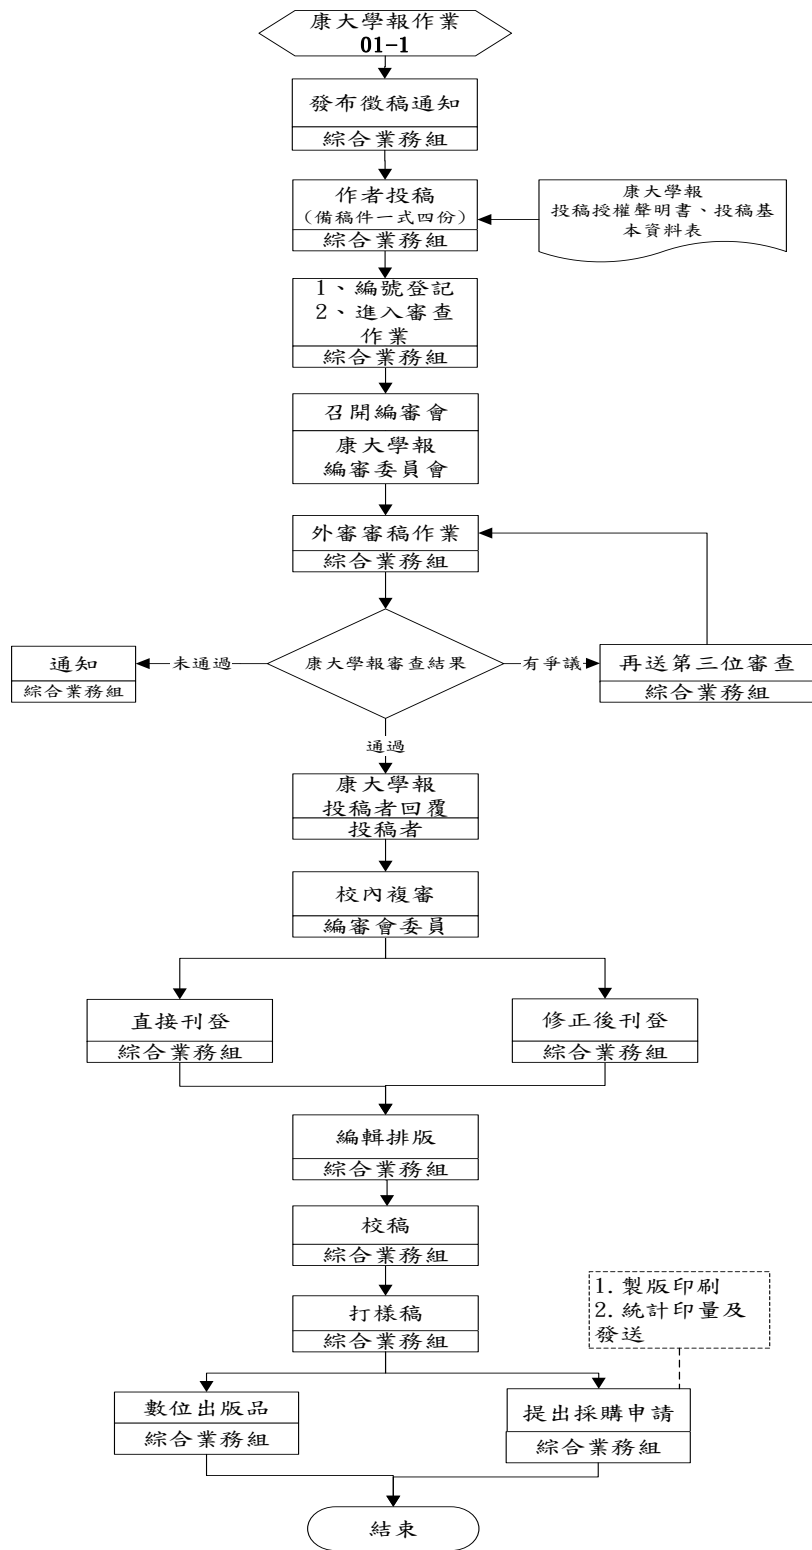 康大學報作業
01-1
發布徵稿通知
綜合業務組
作者投稿
（備稿件一式四份）
綜合業務組
康大學報
投稿授權聲明書、投稿基
本資料表
1、編號登記
2、進入審查
作業
綜合業務組
召開編審會
康大學報
編審委員會
外審審稿作業
綜合業務組
康大學報審查結果
未通過
通知
綜合業務組
有爭議
再送第三位審查
綜合業務組
通過
康大學報
投稿者回覆
投稿者
校內複審
編審會委員
直接刊登
綜合業務組
修正後刊登
綜合業務組
編輯排版
綜合業務組
校稿
綜合業務組
打樣稿
綜合業務組
1. 製版印刷
2. 統計印量及
發送
數位出版品
綜合業務組
提出採購申請
綜合業務組
結束